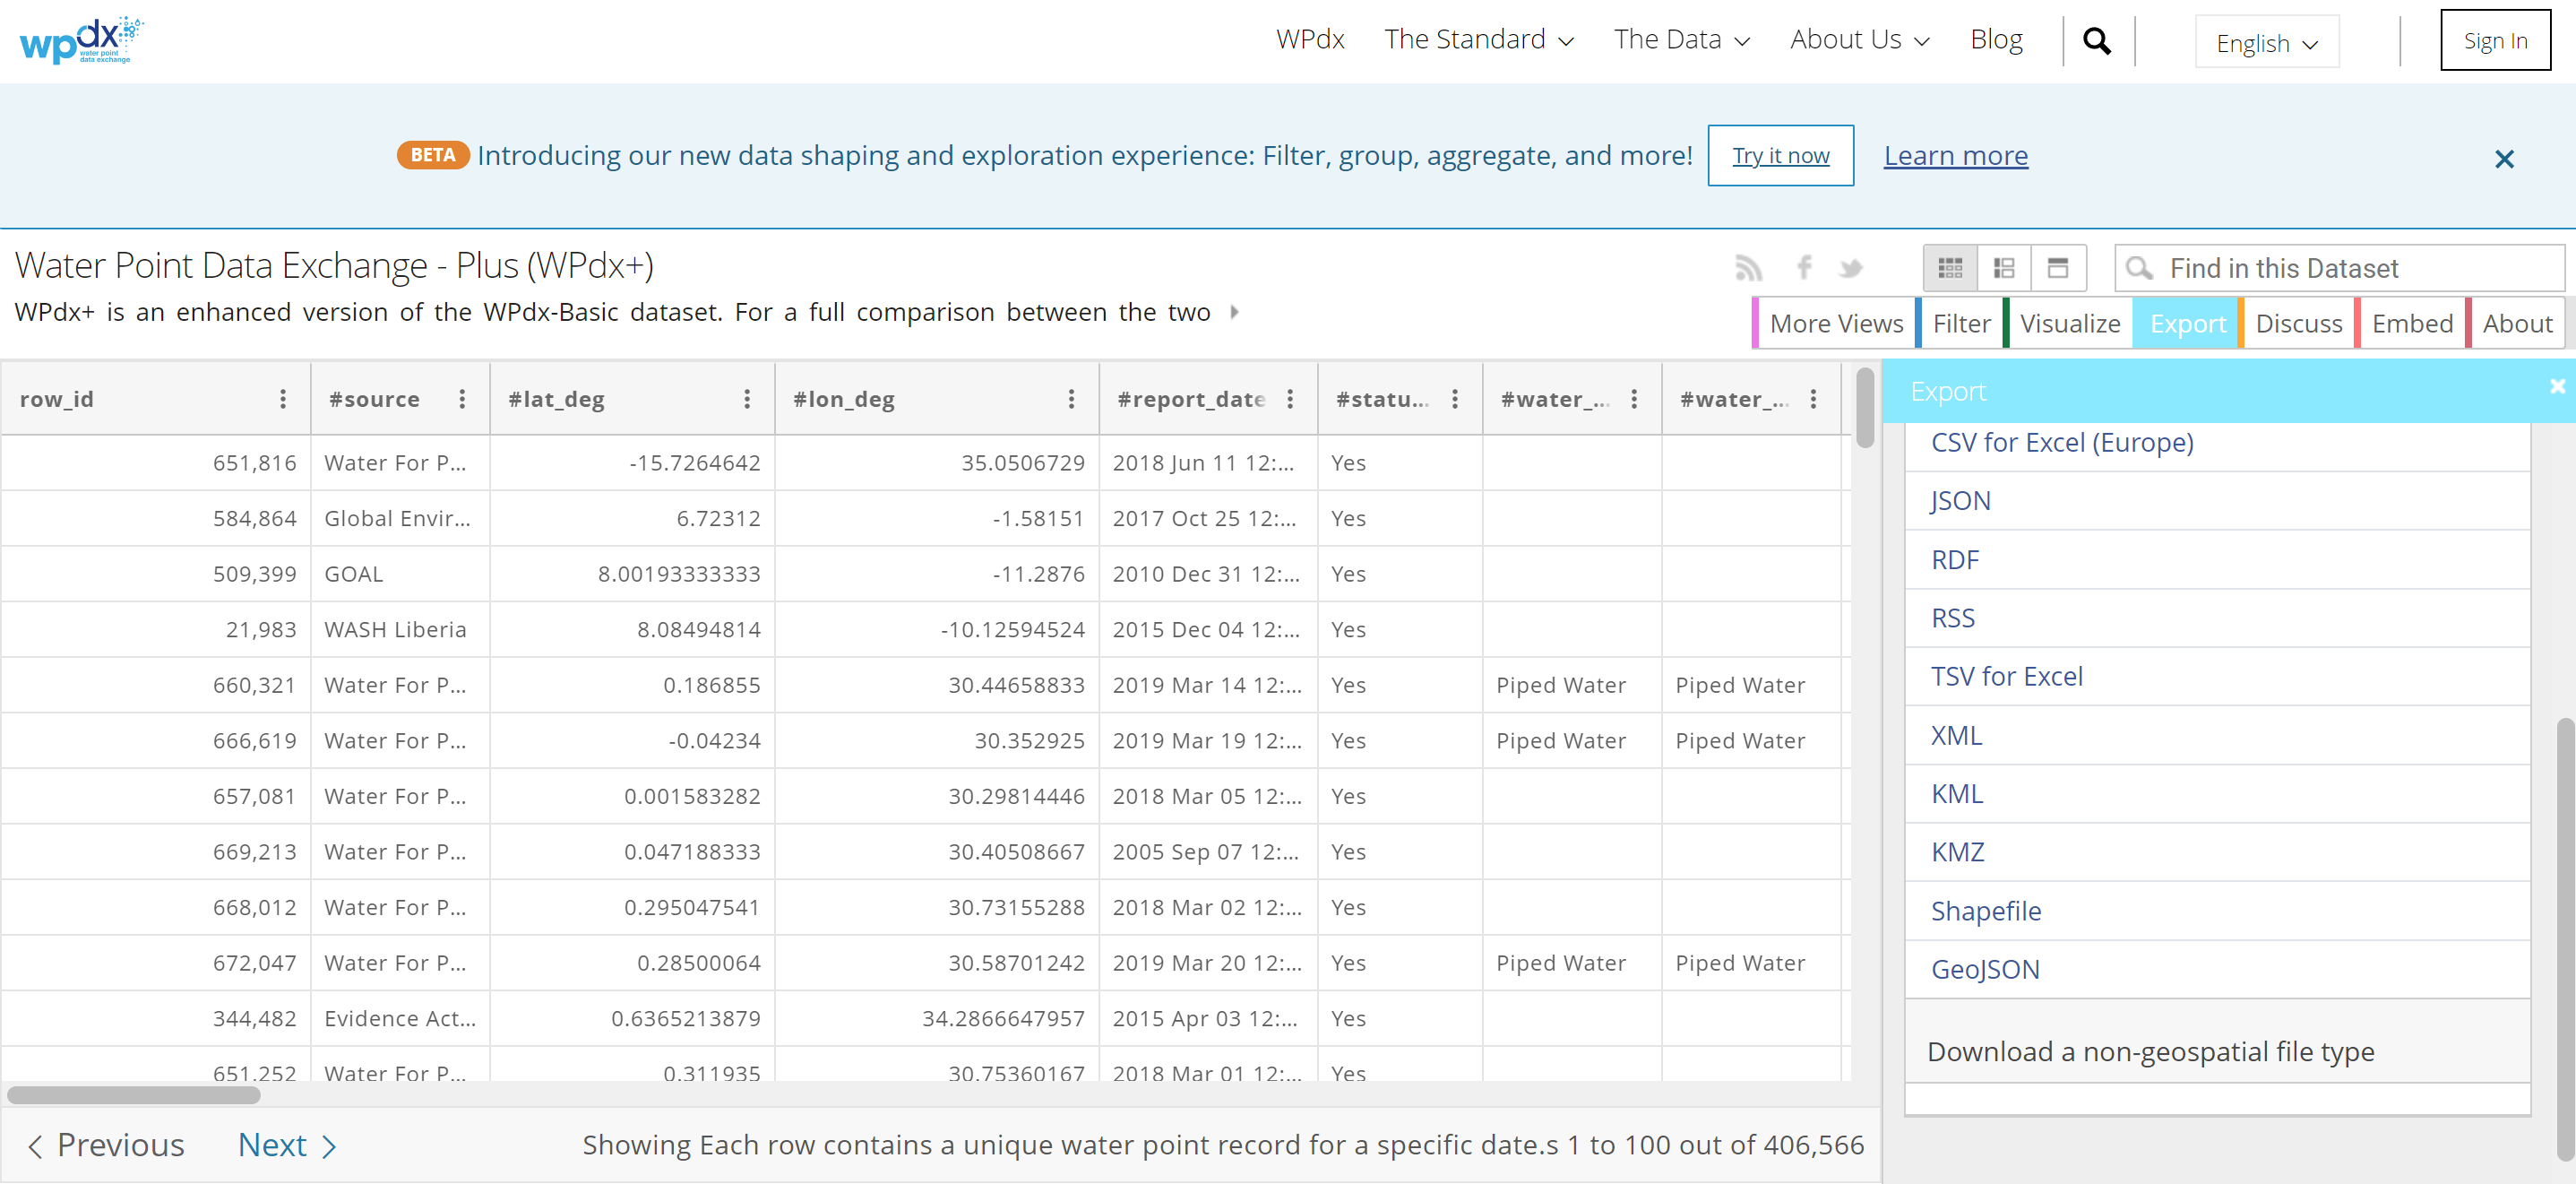 wpdx
water point
data exchange
WPdx The Standard The Data About Us Blog English Sign In
BETA Introducing our new data shaping and exploration experience: Filter, group, aggregate, and more! Try it now Learn more
Water Point Data Exchange - Plus (WPdx+)
Find in this Dataset
WPdx+ is an enhanced version of the WPdx-Basic dataset. For a full comparison between the two
More Views Filter Visualize Export Discuss Embed About
row_id #source #lat_deg #lon_deg #report_date #statu... #water_... #water_...
651,816 Water For P... -15.7264642 35.0506729 2018 Jun 11 12:... Yes
584,864 Global Envir... 6.72312 -1.58151 2017 Oct 25 12:... Yes
509,399 GOAL 8.00193333333 -11.2876 2010 Dec 31 12:... Yes
21,983 WASH Liberia 8.08494814 -10.12594524 2015 Dec 04 12:... Yes
660,321 Water For P... 0.186855 30.44658833 2019 Mar 14 12:... Yes Piped Water Piped Water
666,619 Water For P... -0.04234 30.352925 2019 Mar 19 12:... Yes Piped Water Piped Water
657,081 Water For P... 0.001583282 30.29814446 2018 Mar 05 12:... Yes
669,213 Water For P... 0.047188333 30.40508667 2005 Sep 07 12:... Yes
668,012 Water For P... 0.295047541 30.73155288 2018 Mar 02 12:... Yes
672,047 Water For P... 0.28500064 30.58701242 2019 Mar 20 12:... Yes Piped Water Piped Water
344,482 Evidence Act... 0.6365213879 34.2866647957 2015 Apr 03 12:... Yes
651,252 Water For P... 0.311935 30.75360167 2018 Mar 01 12:... Yes
Previous Next Showing Each row contains a unique water point record for a specific date.s 1 to 100 out of 406,566
Export
CSV for Excel (Europe)
JSON
RDF
RSS
TSV for Excel
XML
KML
KMZ
Shapefile
GeoJSON
Download a non-geospatial file type